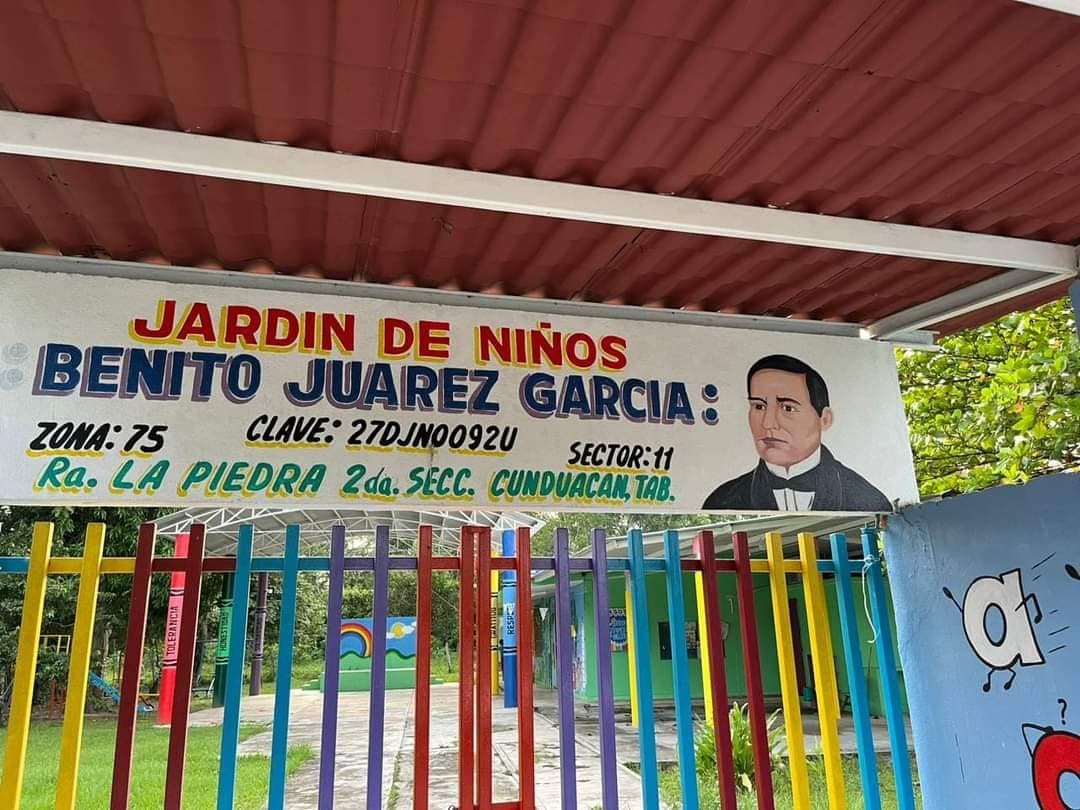 JARDIN DE NIÑOS
BENITO JUAREZ GARCIA:
ZONA: 75 CLAVE: 27DJN0092U SECTOR: 11
Ra. LA PIEDRA 2da. SECC. CUNDUACAN, TAB.
TOLERANCIA
a
?